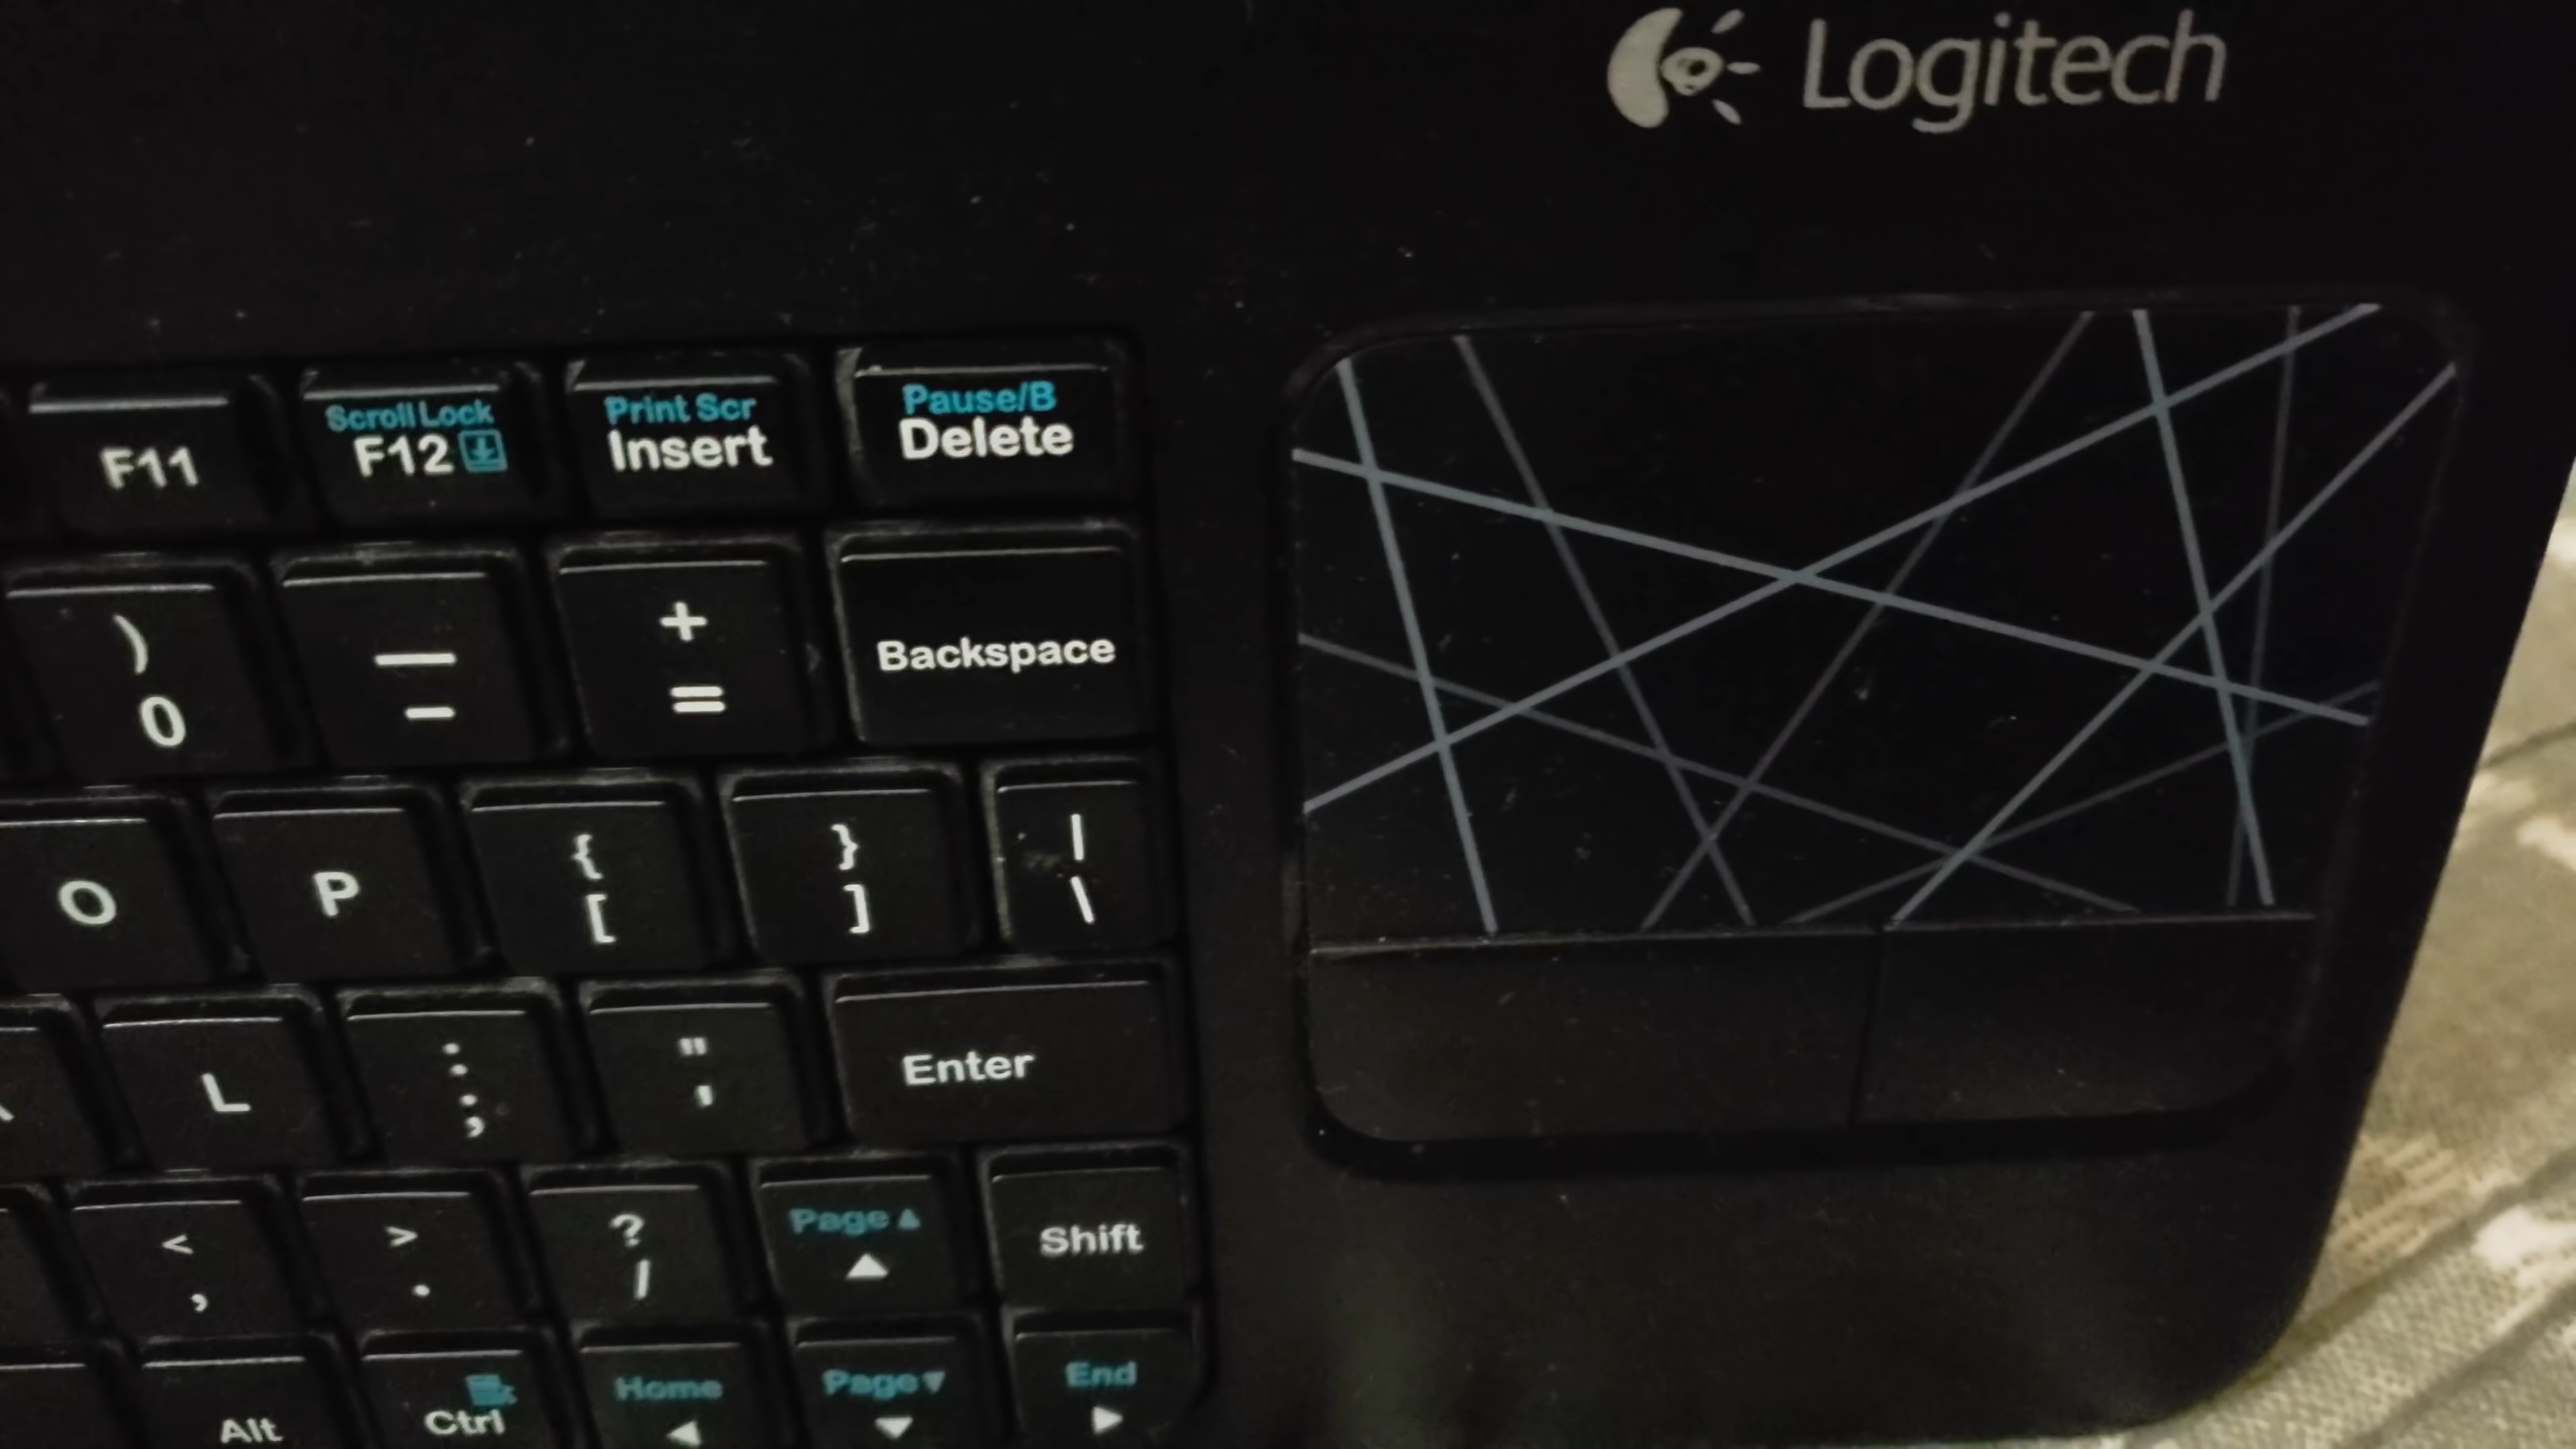 Logitech
Scroll Lock
Print Scr
Pause/B
F11
F12
Insert
Delete
)
0
—
-
+
=
Backspace
O
P
{
[
}
]
|
\
L
:
;
"
'
Enter
<
,
>
.
?
/
Page ▲
▲
Shift
Alt
Ctrl
Home
◄
Page ▼
▼
End
►